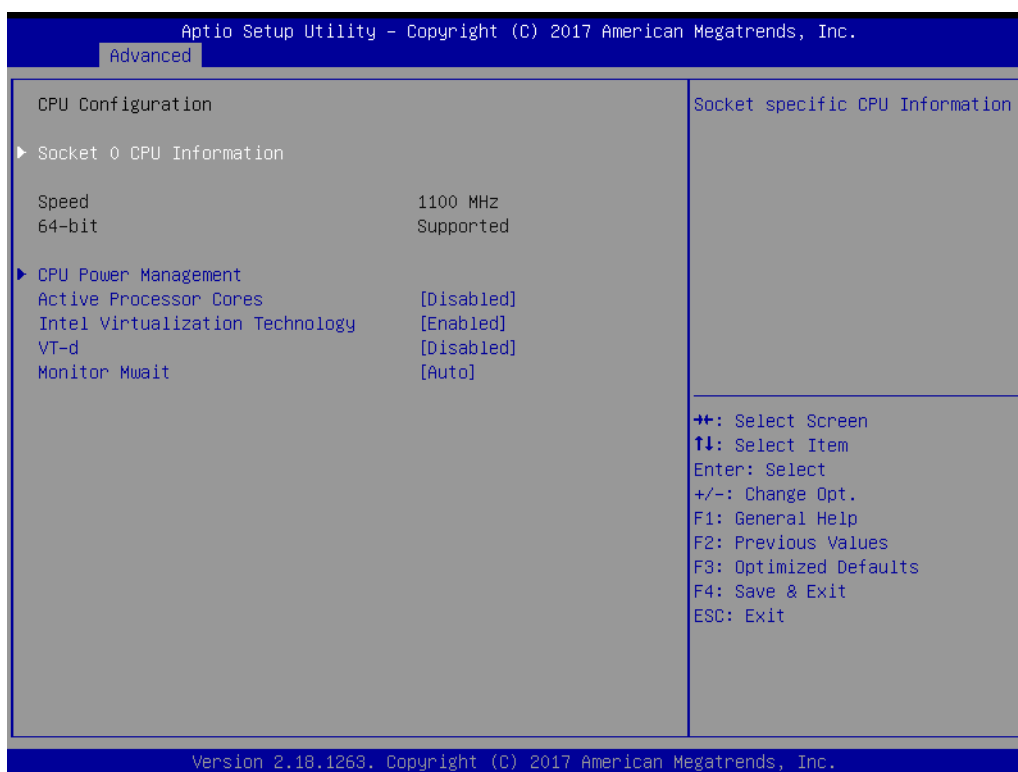 Aptio Setup Utility – Copyright (C) 2017 American Megatrends, Inc.
Advanced
CPU Configuration
Socket 0 CPU Information
Speed 1100 MHz
64-bit Supported
CPU Power Management
Active Processor Cores [Disabled]
Intel Virtualization Technology [Enabled]
VT-d [Disabled]
Monitor Mwait [Auto]
Socket specific CPU Information
→←: Select Screen
↑↓: Select Item
Enter: Select
+/-: Change Opt.
F1: General Help
F2: Previous Values
F3: Optimized Defaults
F4: Save & Exit
ESC: Exit
Version 2.18.1263. Copyright (C) 2017 American Megatrends, Inc.